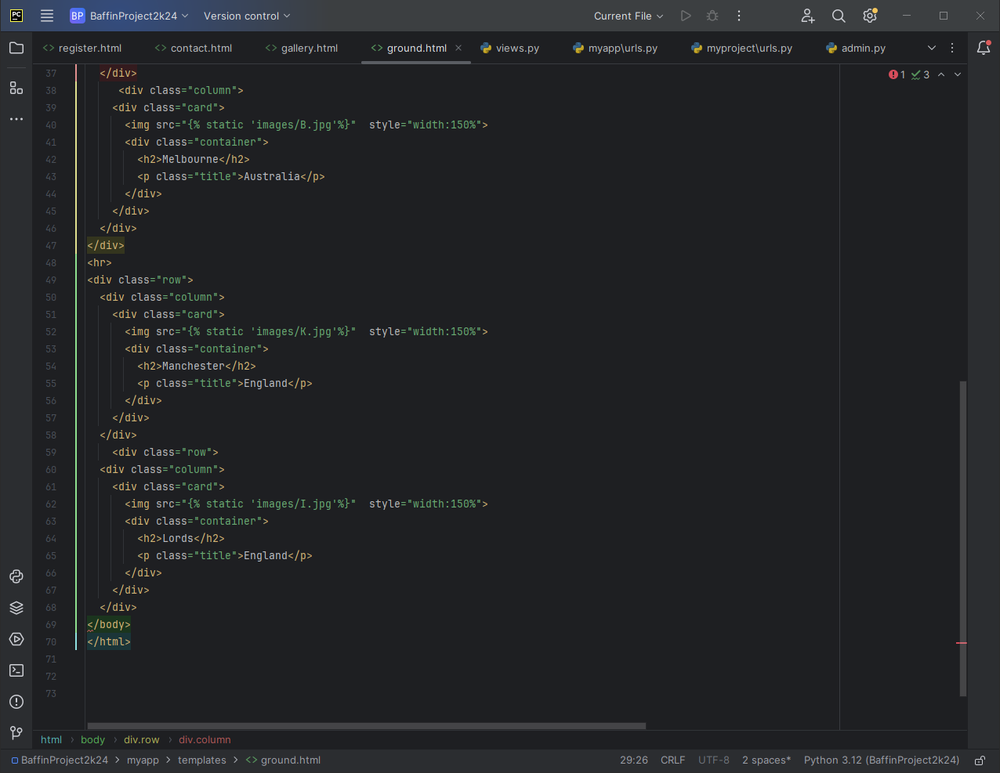 PC BP BaffinProject2k24 Version control Current File
register.html contact.html gallery.html ground.html views.py myapp\urls.py myproject\urls.py admin.py
1 3
37 </div>
38 <div class="column">
39 <div class="card">
40 <img src="{% static 'images/B.jpg'%}"  style="width:150%">
41 <div class="container">
42 <h2>Melbourne</h2>
43 <p class="title">Australia</p>
44 </div>
45 </div>
46 </div>
47 </div>
48 <hr>
49 <div class="row">
50 <div class="column">
51 <div class="card">
52 <img src="{% static 'images/K.jpg'%}"  style="width:150%">
53 <div class="container">
54 <h2>Manchester</h2>
55 <p class="title">England</p>
56 </div>
57 </div>
58 </div>
59 <div class="row">
60 <div class="column">
61 <div class="card">
62 <img src="{% static 'images/I.jpg'%}"  style="width:150%">
63 <div class="container">
64 <h2>Lords</h2>
65 <p class="title">England</p>
66 </div>
67 </div>
68 </div>
69 </body>
70 </html>
71
72
73
html > body > div.row > div.column
BaffinProject2k24 > myapp > templates > <> ground.html 29:26 CRLF UTF-8 2 spaces* Python 3.12 (BaffinProject2k24)